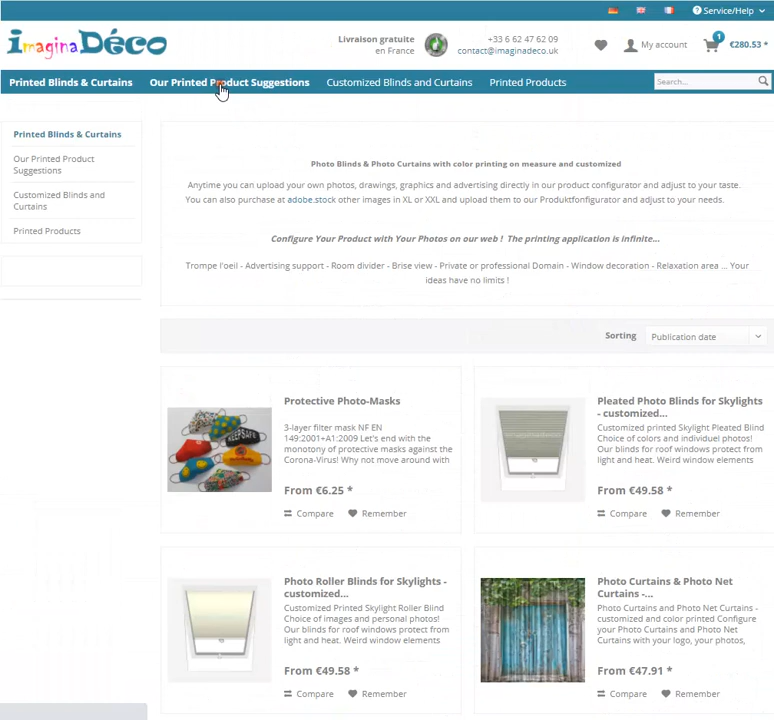 Service/Help
imaginaDéco
Livraison gratuite
en France
+33 6 62 47 62 09
contact@imaginadeco.uk
My account
1
€280.53 *
Printed Blinds & Curtains
Our Printed Product Suggestions
Customized Blinds and Curtains
Printed Products
Search...
Printed Blinds & Curtains
Our Printed Product
Suggestions
Customized Blinds and
Curtains
Printed Products
Photo Blinds & Photo Curtains with color printing on measure and customized
Anytime you can upload your own photos, drawings, graphics and advertising directly in our product configurator and adjust to your taste.
You can also purchase at adobe.stock other images in XL or XXL and upload them to our Produktfonfigurator and adjust to your needs.
Configure Your Product with Your Photos on our web ! The printing application is infinite...
Trompe l'oeil - Advertising support - Room divider - Brise view - Private or professional Domain - Window decoration - Relaxation area ... Your
ideas have no limits !
Sorting
Publication date
Protective Photo-Masks
3-layer filter mask NF EN
149:2001+A1:2009 Let's end with the
monotony of protective masks against the
Corona-Virus! Why not move around with
From €6.25 *
Compare
Remember
KEEPSAFE
Pleated Photo Blinds for Skylights
- customized...
Customized printed Skylight Pleated Blind
Choice of colors and individuel photos!
Our blinds for roof windows protect from
light and heat. Weird window elements
From €49.58 *
Compare
Remember
Photo Roller Blinds for Skylights -
customized...
Customized Printed Skylight Roller Blind
Choice of images and personal photos!
Our blinds for roof windows protect from
light and heat. Weird window elements
From €49.58 *
Compare
Remember
Photo Curtains & Photo Net
Curtains -...
Photo Curtains and Photo Net Curtains -
customized and color printed Configure
your Photo Curtains and Photo Net
Curtains with your logo, your photos,
From €47.91 *
Compare
Remember